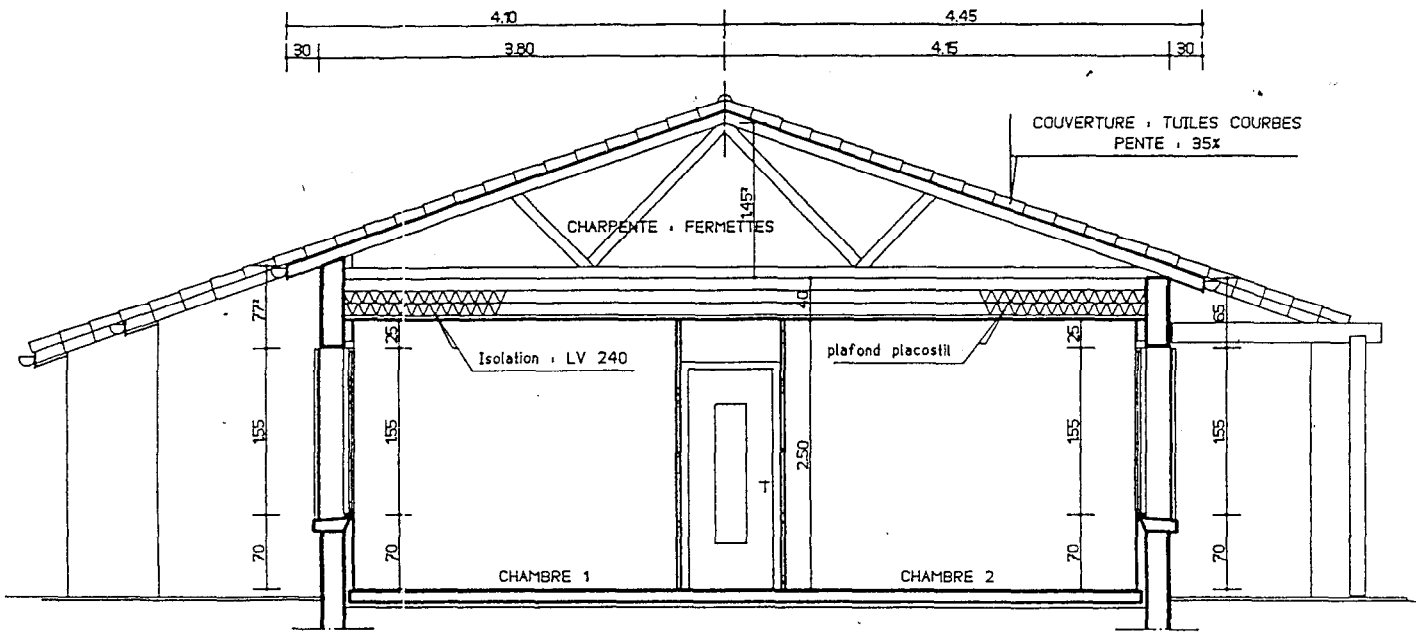 4.10 4.45
30 3.80 4.15 30
COUVERTURE : TUILES COURBES
PENTE : 35%
1.45⁷
CHARPENTE : FERMETTES
77⁷ 25 40 25 65
Isolation : LV 240
plafond placostil
155 155 2.50 155 155
70 70 70 70
CHAMBRE 1 CHAMBRE 2